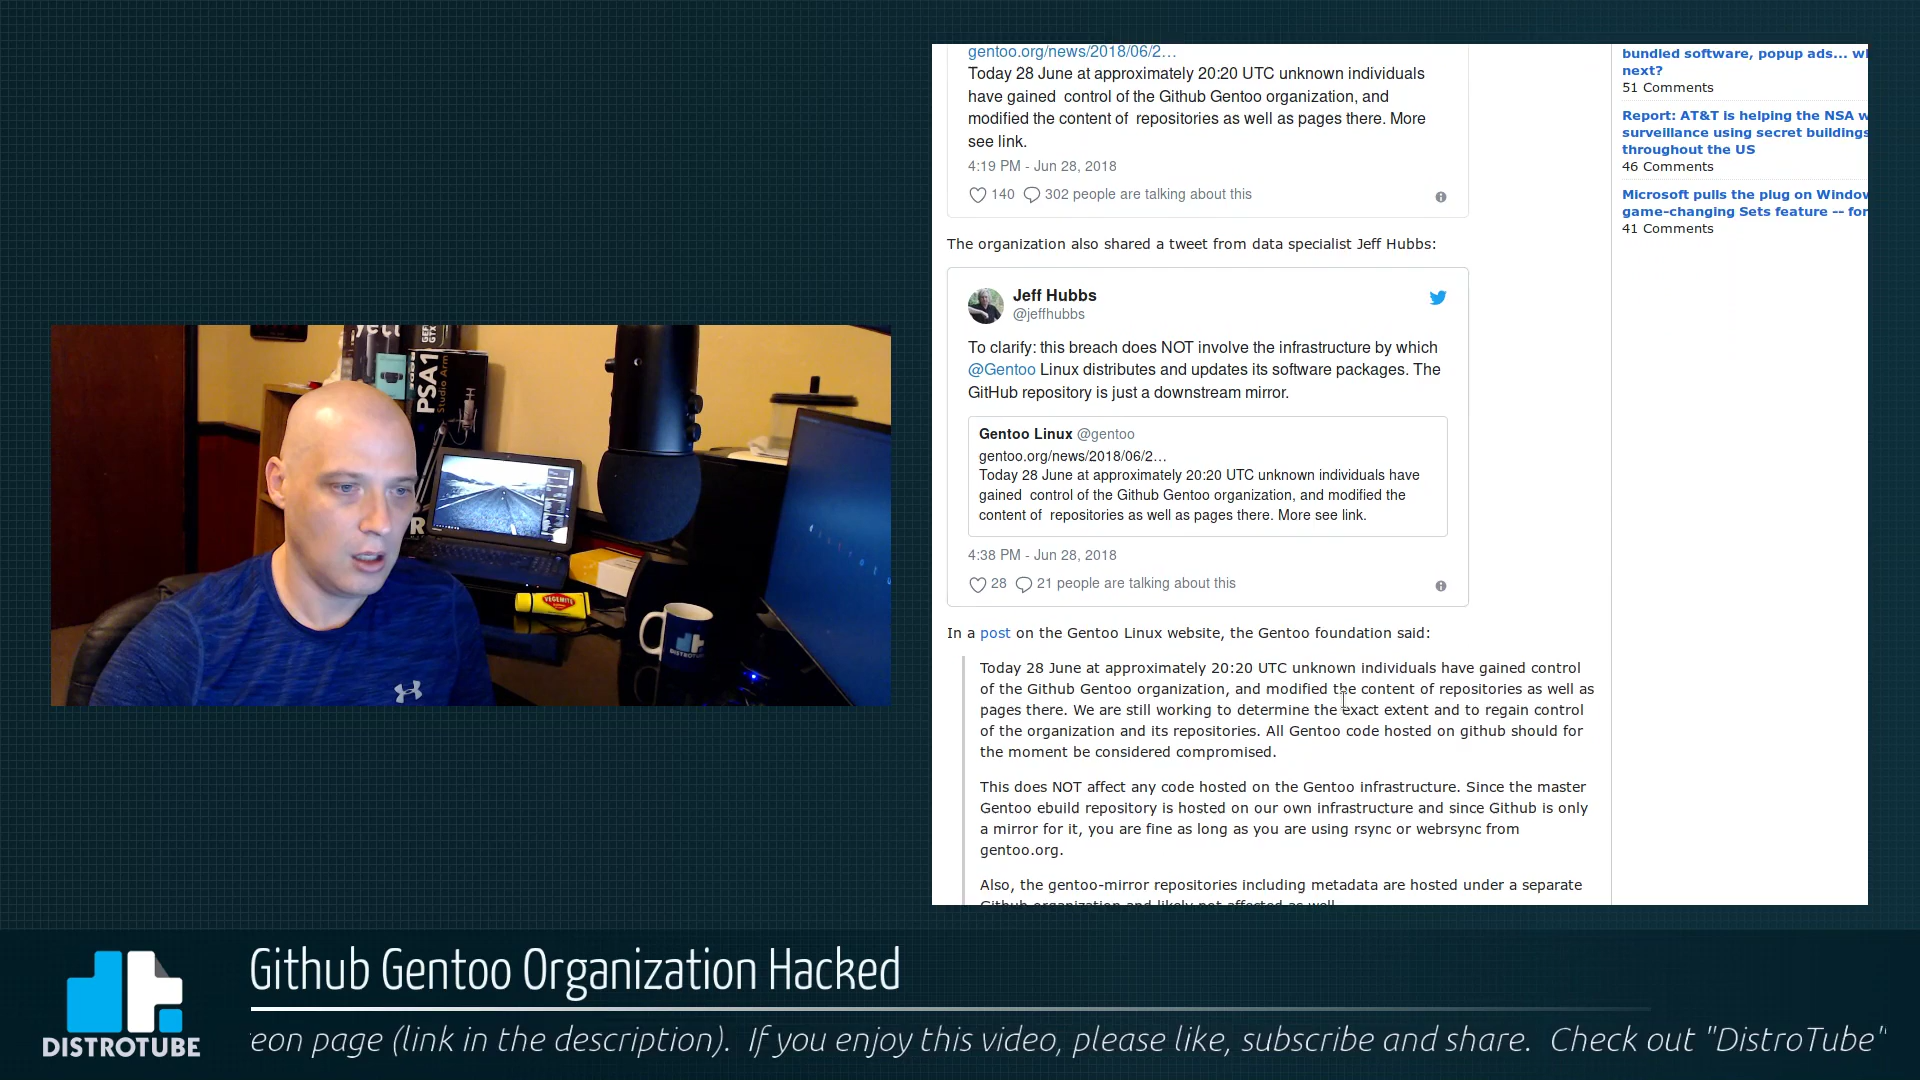 gentoo.org/news/2018/06/2…
Today 28 June at approximately 20:20 UTC unknown individuals
have gained control of the Github Gentoo organization, and
modified the content of repositories as well as pages there. More
see link.
4:19 PM - Jun 28, 2018
140 302 people are talking about this
The organization also shared a tweet from data specialist Jeff Hubbs:
Jeff Hubbs
@jeffhubbs
To clarify: this breach does NOT involve the infrastructure by which
@Gentoo Linux distributes and updates its software packages. The
GitHub repository is just a downstream mirror.
Gentoo Linux @gentoo
gentoo.org/news/2018/06/2…
Today 28 June at approximately 20:20 UTC unknown individuals have
gained control of the Github Gentoo organization, and modified the
content of repositories as well as pages there. More see link.
4:38 PM - Jun 28, 2018
28 21 people are talking about this
In a post on the Gentoo Linux website, the Gentoo foundation said:
Today 28 June at approximately 20:20 UTC unknown individuals have gained control
of the Github Gentoo organization, and modified the content of repositories as well as
pages there. We are still working to determine the exact extent and to regain control
of the organization and its repositories. All Gentoo code hosted on github should for
the moment be considered compromised.
This does NOT affect any code hosted on the Gentoo infrastructure. Since the master
Gentoo ebuild repository is hosted on our own infrastructure and since Github is only
a mirror for it, you are fine as long as you are using rsync or webrsync from
gentoo.org.
Also, the gentoo-mirror repositories including metadata are hosted under a separate
Github organization and likely not affected as well.
bundled software, popup ads...
next?
51 Comments
Report: AT&T is helping the NSA
surveillance using secret buildings
throughout the US
46 Comments
Microsoft pulls the plug on
game-changing Sets feature --
41 Comments
PSA1
Studio Arm
VEGEMITE
Github Gentoo Organization Hacked
DISTROTUBE
page (link in the description). If you enjoy this video, please like, subscribe and share. Check out "DistroTube"